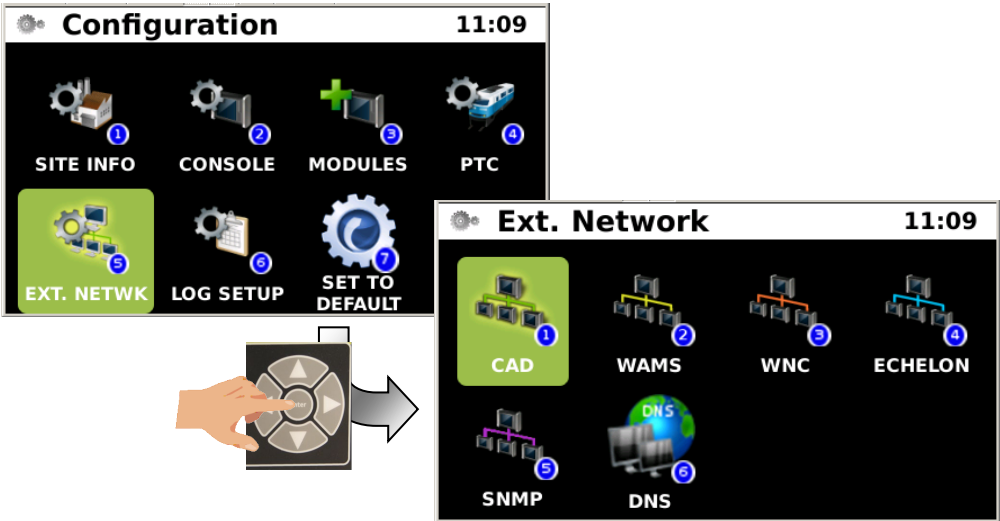 Configuration 11:09
1 2 3 4
SITE INFO CONSOLE MODULES PTC
5 6 7
EXT. NETWK LOG SETUP SET TO
DEFAULT
Ext. Network 11:09
1 2 3 4
CAD WAMS WNC ECHELON
DNS
5 6
SNMP DNS